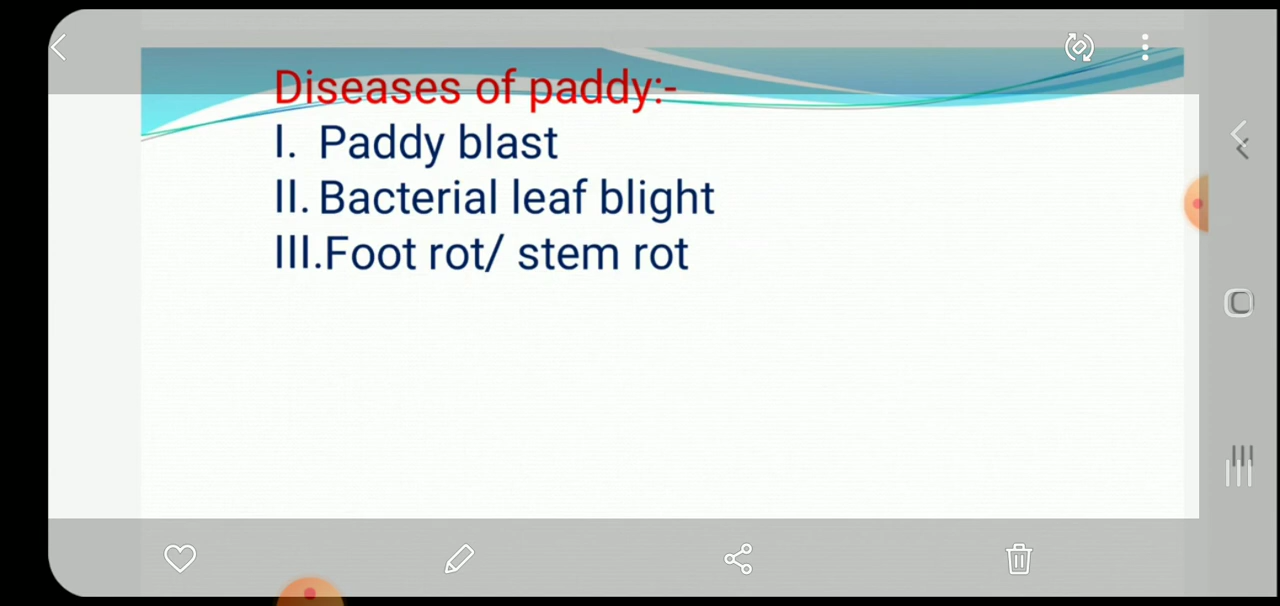 Diseases of paddy:-
I. Paddy blast
II. Bacterial leaf blight
III.Foot rot/ stem rot